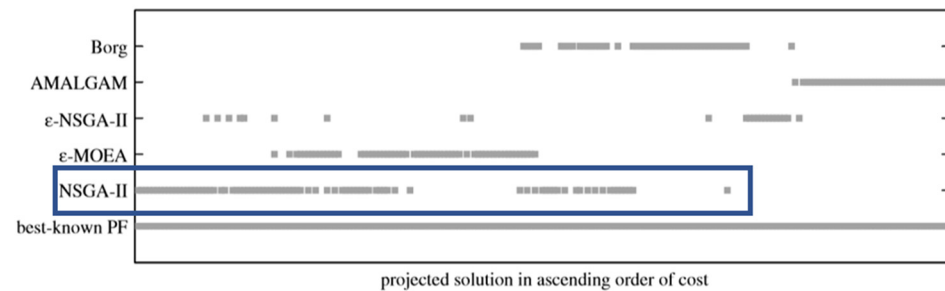 Borg
AMALGAM
ε-NSGA-II
ε-MOEA
NSGA-II
best-known PF
projected solution in ascending order of cost